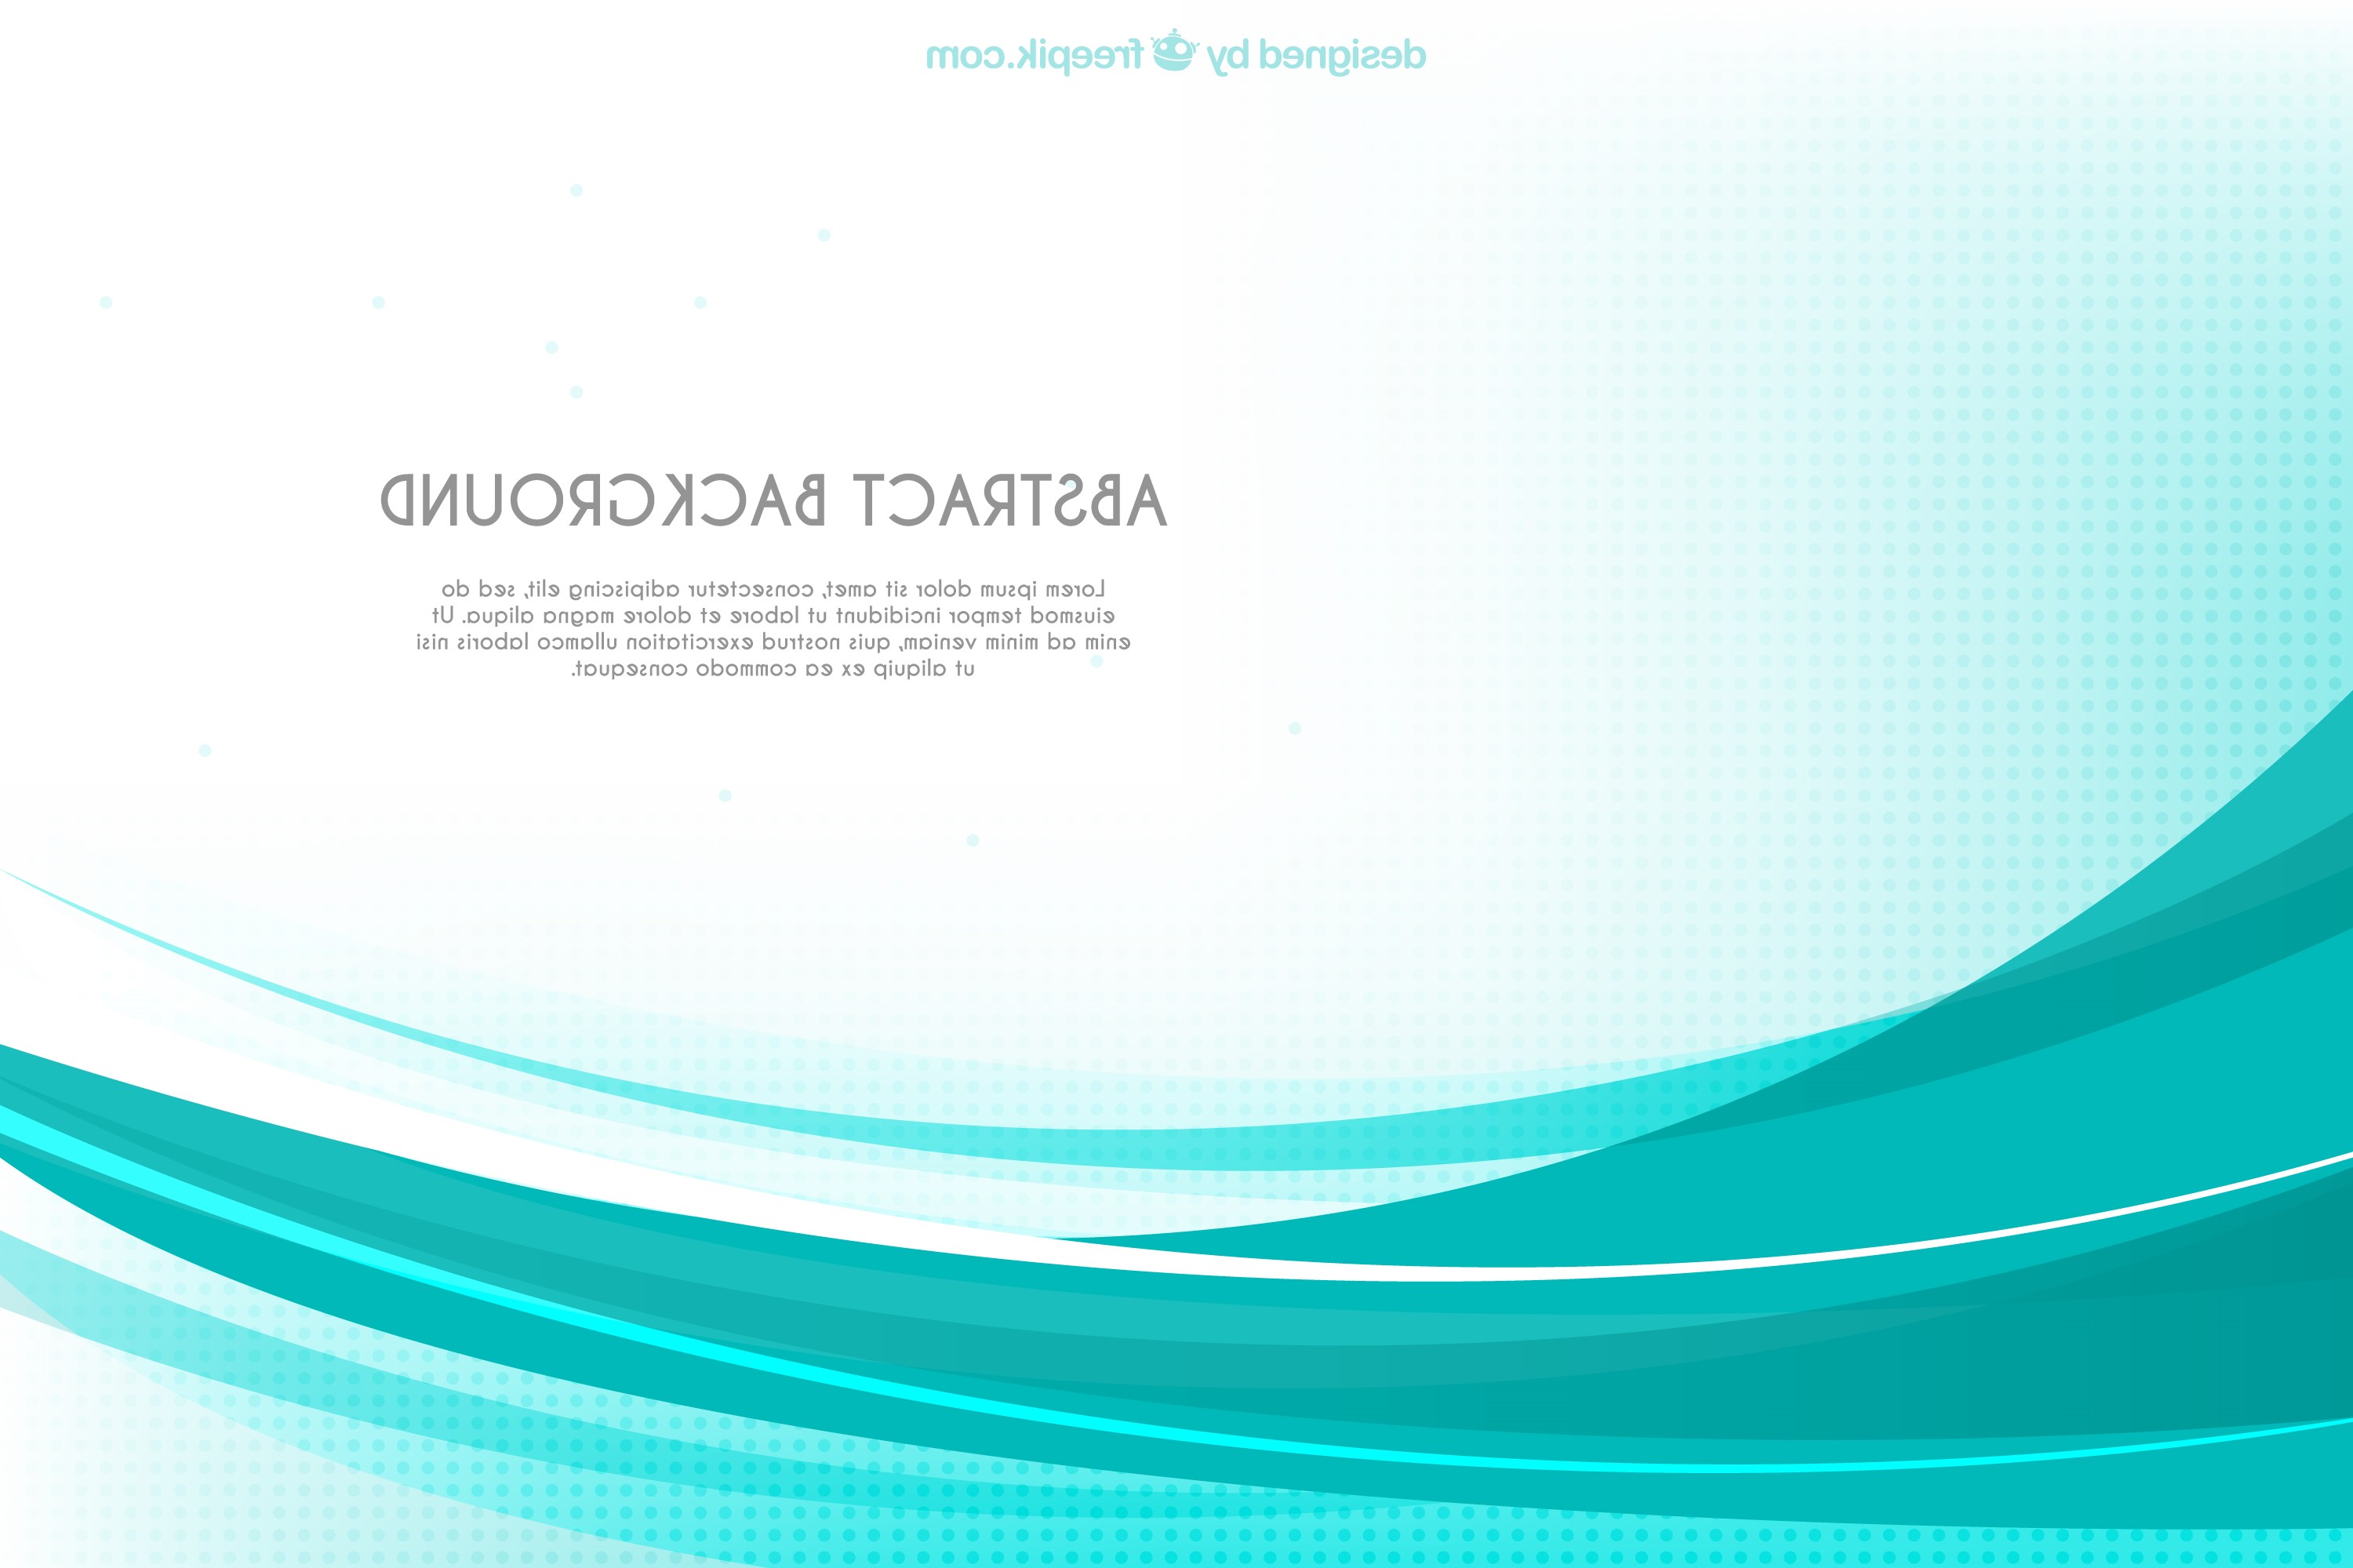 designed by freepik.com
ABSTRACT BACKGROUND
Lorem ipsum dolor sit amet, consectetur adipiscing elit, sed do
eiusmod tempor incididunt ut labore et dolore magna aliqua. Ut
enim ad minim veniam, quis nostrud exercitation ullamco laboris nisi
ut aliquip ex ea commodo consequat.